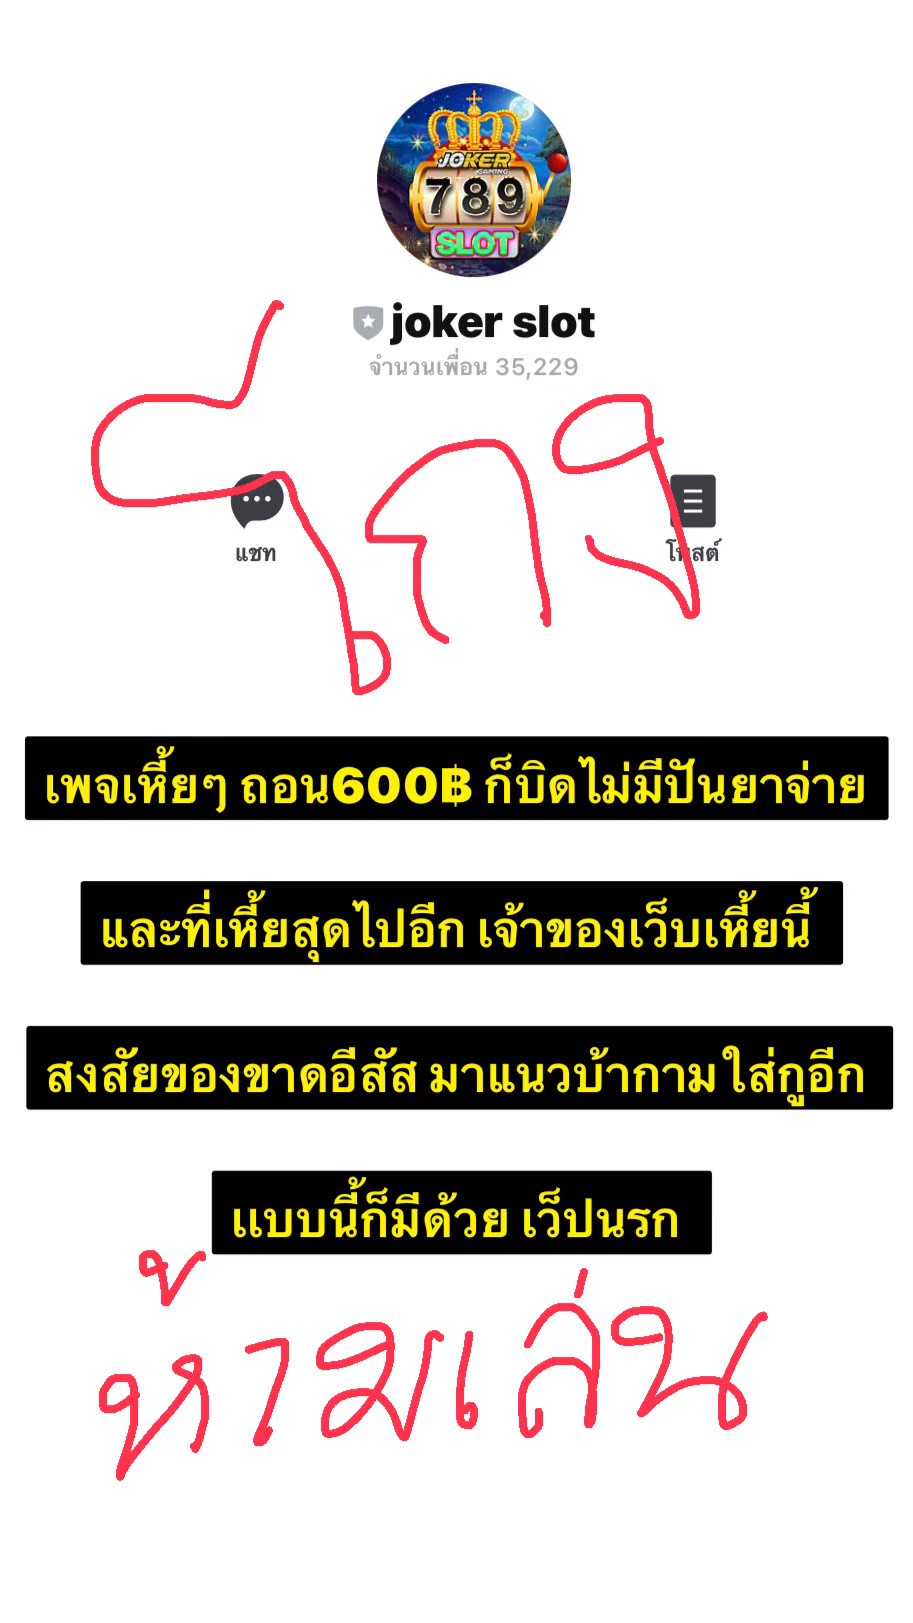 JOKER
GAMING
789
SLOT
joker slot
จำนวนเพื่อน 35,229
โกง
แชท
โพสต์
เพจเหี้ยๆ ถอน600฿ ก็บิดไม่มีปันยาจ่าย
และที่เหี้ยสุดไปอีก เจ้าของเว็บเหี้ยนี้
สงสัยของขาดอีสัส มาแนวบ้ากามใส่กูอีก
แบบนี้ก็มีด้วย เว็ปนรก
ห้ามเล่น